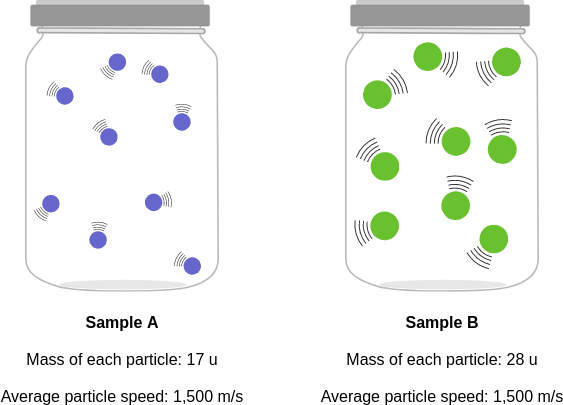 Sample A
Mass of each particle: 17 u
Average particle speed: 1,500 m/s
Sample B
Mass of each particle: 28 u
Average particle speed: 1,500 m/s